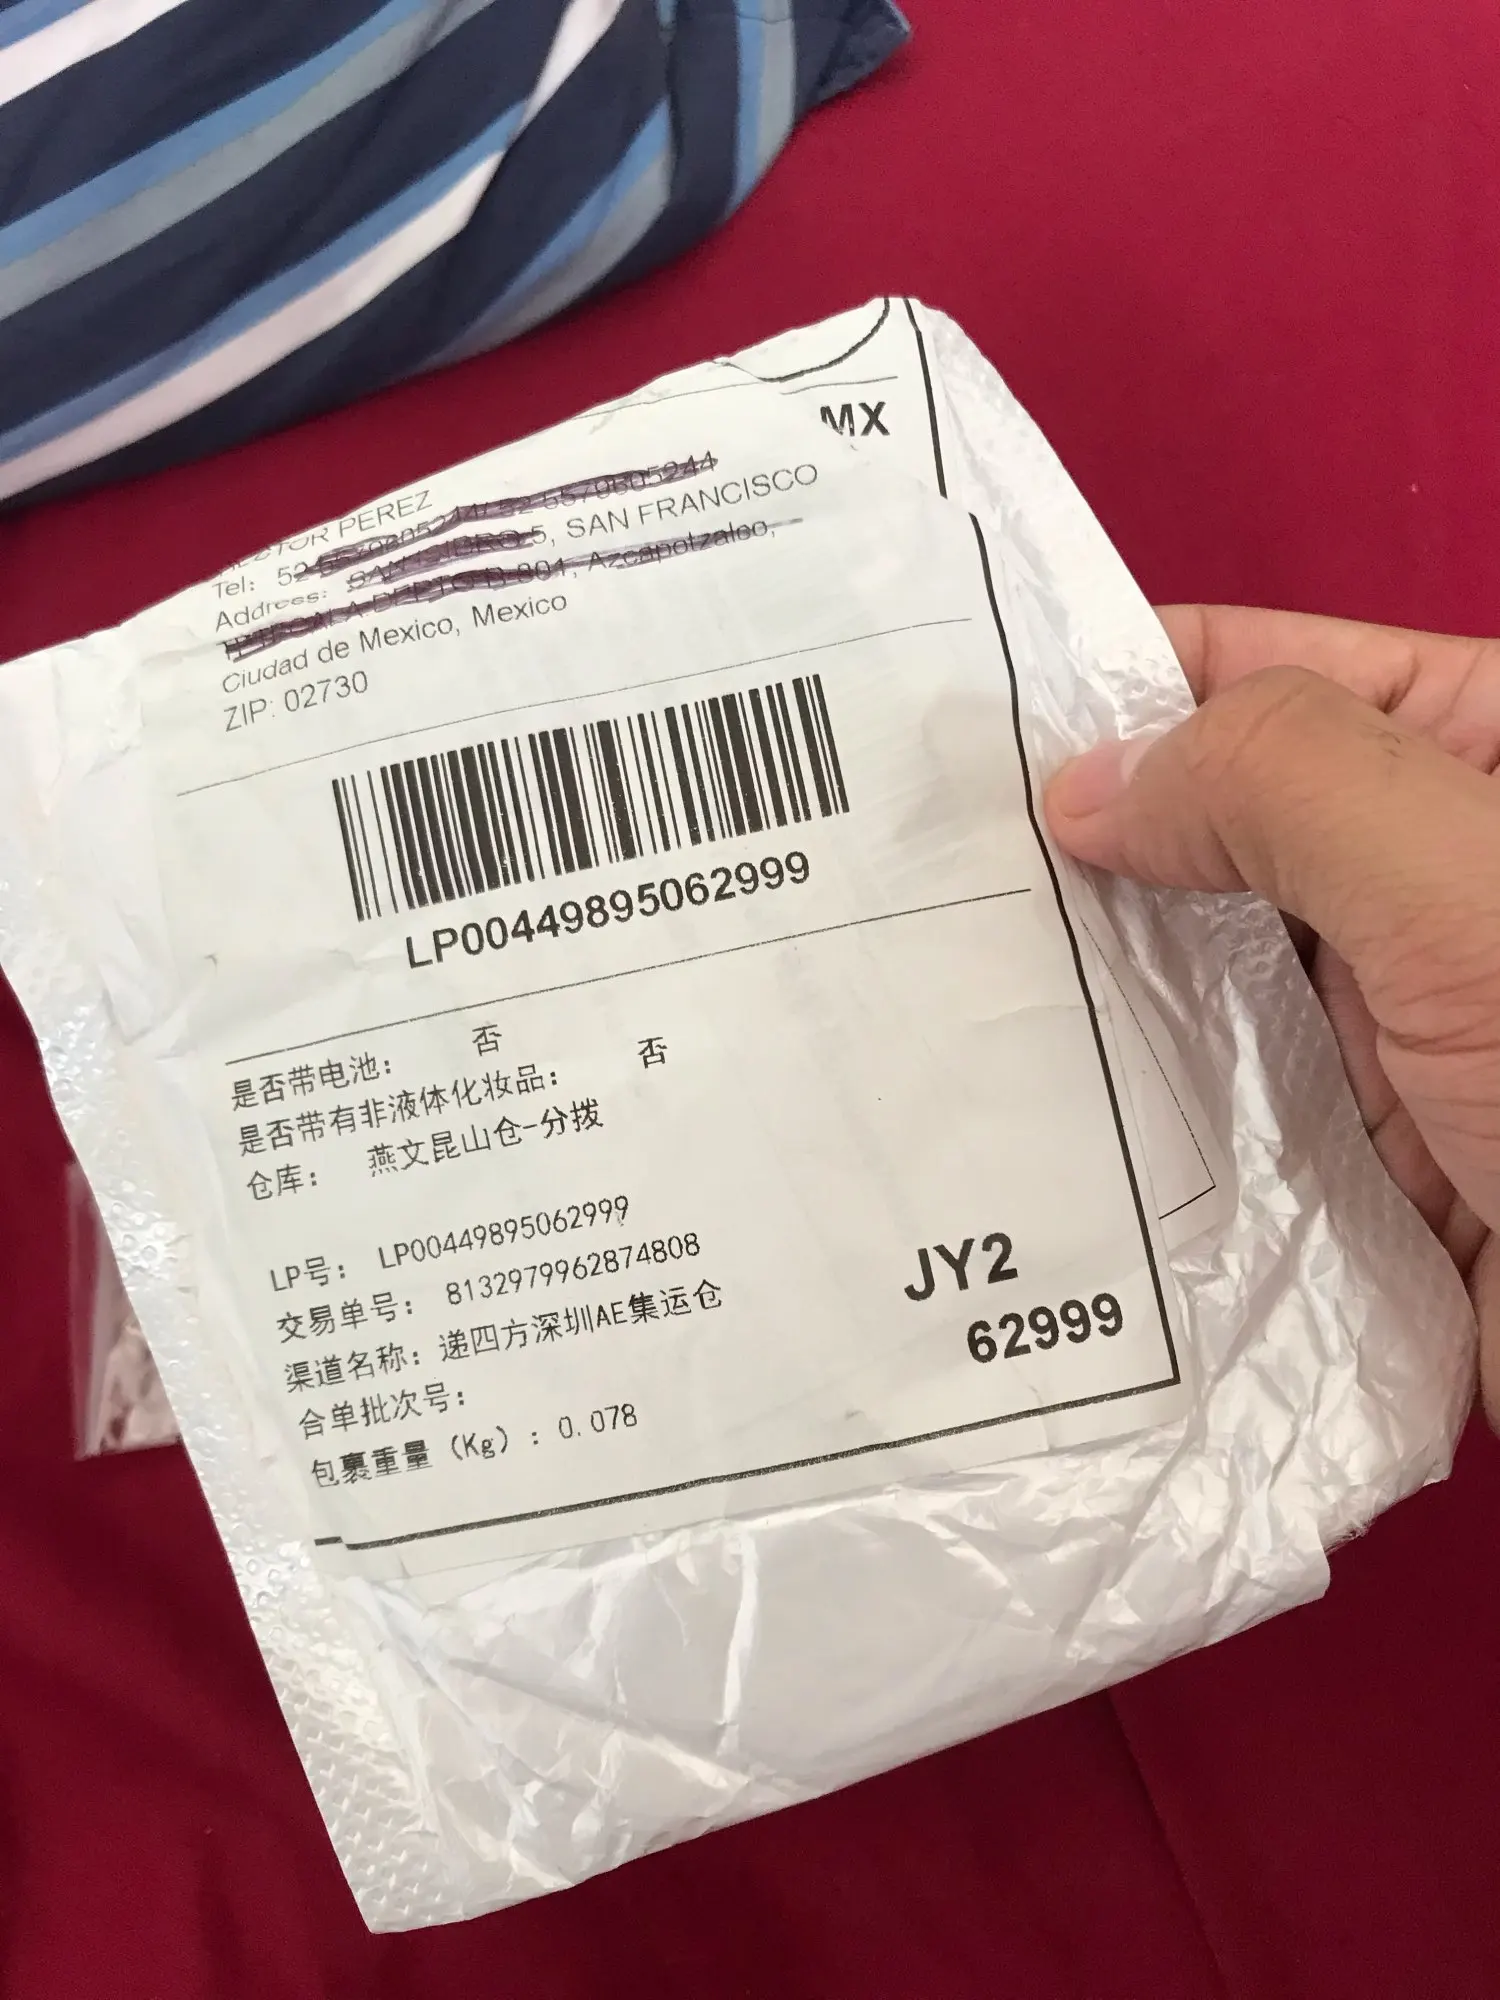 MX
PEREZ
Tel:
Address: 5, SAN FRANCISCO
Azcapotzalco,
Ciudad de Mexico, Mexico
ZIP: 02730
LP00449895062999
是否带电池： 否
是否带有非液体化妆品： 否
仓库： 燕文昆山仓-分拨
LP号： LP00449895062999
交易单号： 8132979962874808
渠道名称： 递四方深圳AE集运仓
合单批次号：
包裹重量（Kg）：0.078
JY2
62999